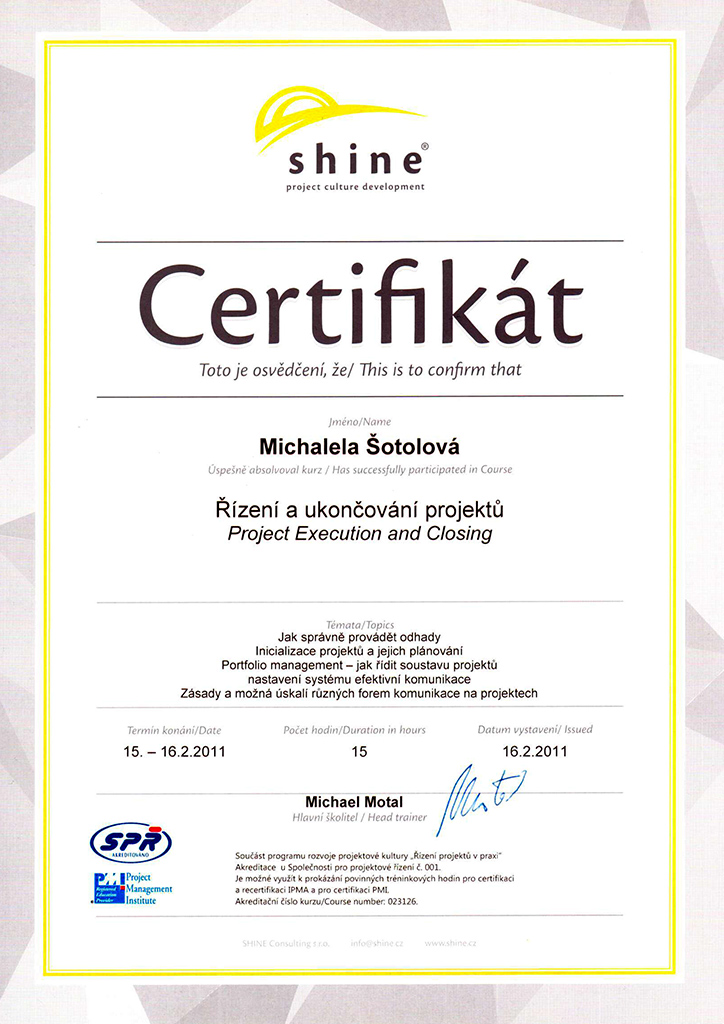 shine®
project culture development
Certifikát
Toto je osvědčení, že/ This is to confirm that
Jméno/Name
Michalela Šotolová
Úspešně absolvoval kurz / Has successfully participated in Course
Řízení a ukončování projektů
Project Execution and Closing
Témata/Topics
Jak správně provádět odhady
Inicializace projektů a jejich plánování
Portfolio management – jak řídit soustavu projektů
nastavení systému efektivní komunikace
Zásady a možná úskalí různých forem komunikace na projektech
Termín konání/Date
Počet hodin/Duration in hours
Datum vystavení/ Issued
15. – 16.2.2011
15
16.2.2011
Michael Motal
Hlavní školitel / Head trainer
SPŘ
AKREDITOVÁNO
PMI Project
Registered Management
Education
Provider Institute
Součást programu rozvoje projektové kultury „Řízení projektů v praxi"
Akreditace u Společnosti pro projektové řízení č. 001.
Je možné využít k prokázání povinných tréninkových hodin pro certifikaci
a recertifikaci IPMA a pro certifikaci PMI.
Akreditační číslo kurzu/Course number: 023126.
SHINE Consulting s.r.o. info@shine.cz www.shine.cz